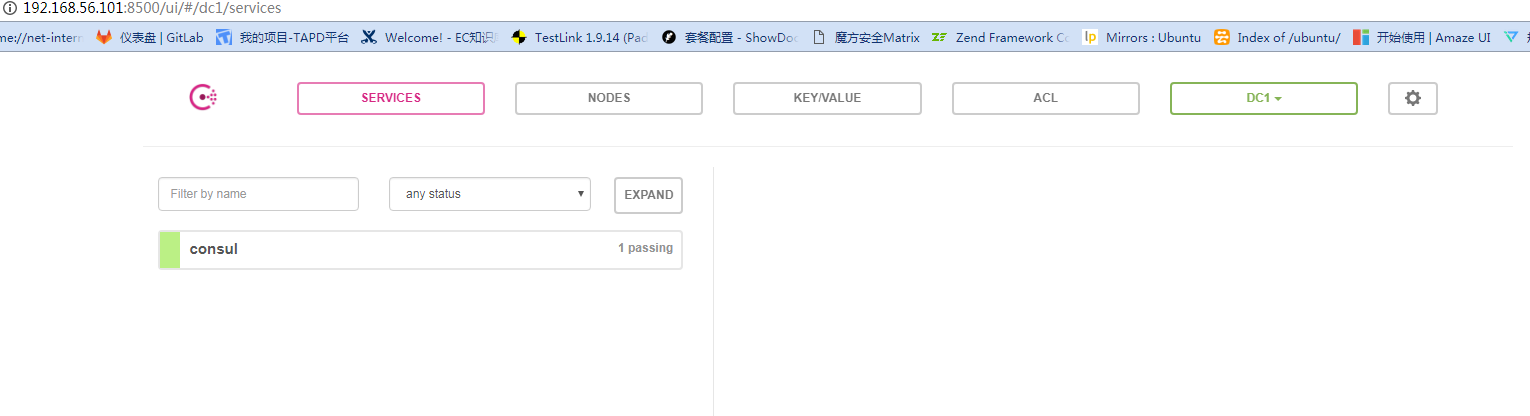 192.168.56.101:8500/ui/#/dc1/services
me://net-intern 仪表盘 | GitLab 我的项目-TAPD平台 Welcome! - EC知识 TestLink 1.9.14 (Pad 套餐配置 - ShowDoc 魔方安全Matrix Zend Framework Co Mirrors : Ubuntu Index of /ubuntu/ 开始使用 | Amaze UI
SERVICES NODES KEY/VALUE ACL DC1
Filter by name any status EXPAND
consul 1 passing